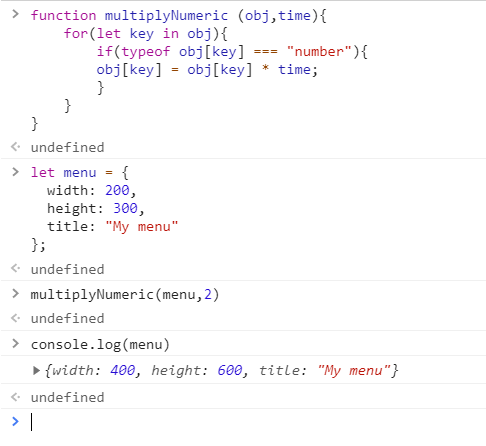 function multiplyNumeric (obj,time){
    for(let key in obj){
        if(typeof obj[key] === "number"){
        obj[key] = obj[key] * time;
        }
    }
}
undefined
let menu = {
  width: 200,
  height: 300,
  title: "My menu"
};
undefined
multiplyNumeric(menu,2)
undefined
console.log(menu)
{width: 400, height: 600, title: "My menu"}
undefined